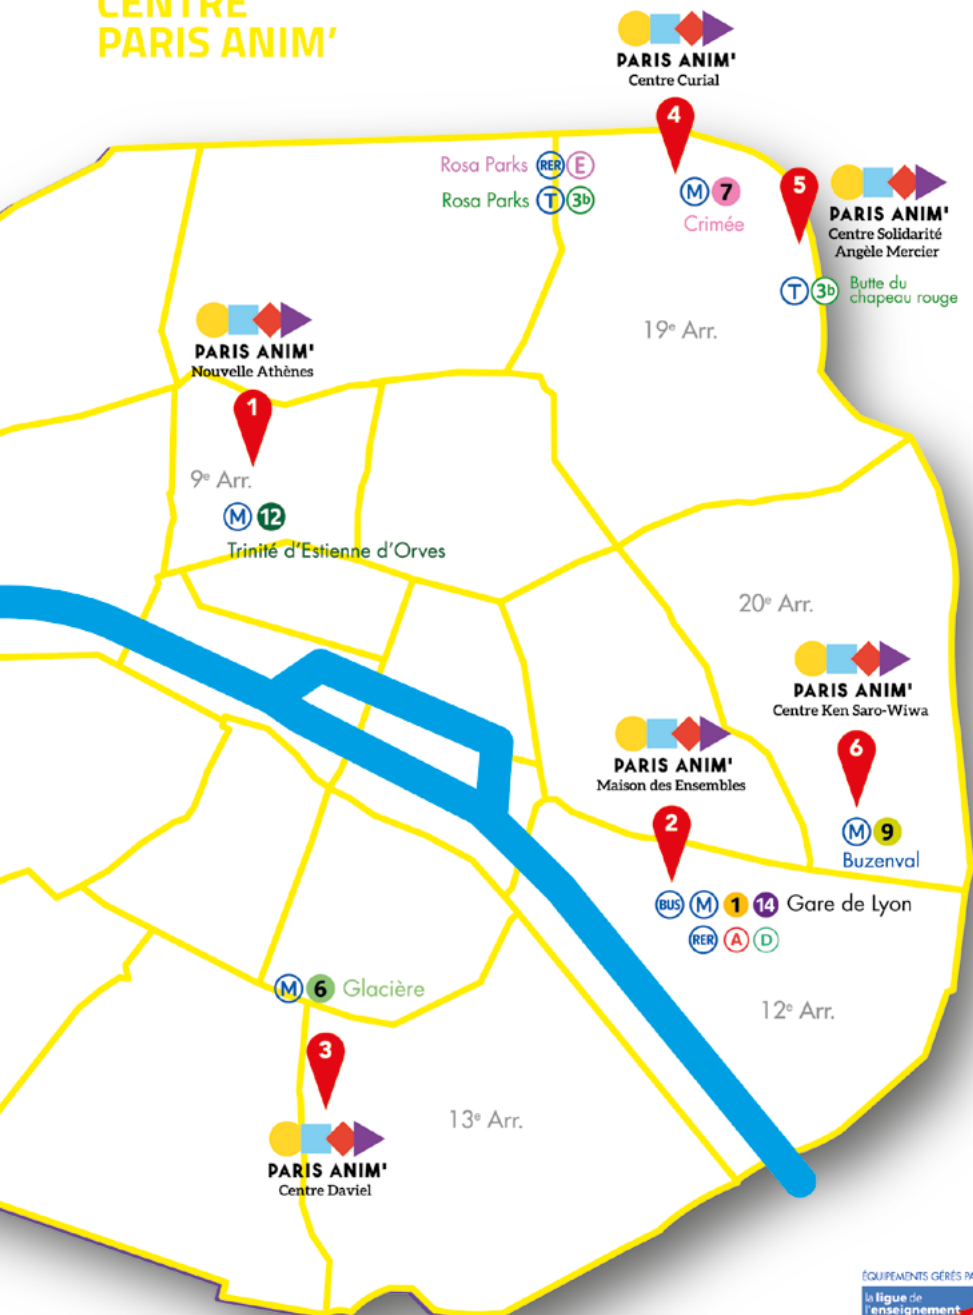 CENTRE
PARIS ANIM'
PARIS ANIM'
Centre Curial
4
Rosa Parks RER E
Rosa Parks T 3b
M 7
Crimée
5
PARIS ANIM'
Centre Solidarité
Angèle Mercier
T 3b Butte du
chapeau rouge
19e Arr.
PARIS ANIM'
Nouvelle Athènes
1
9e Arr.
M 12
Trinité d'Estienne d'Orves
20e Arr.
PARIS ANIM'
Centre Ken Saro-Wiwa
6
M 9
Buzenval
PARIS ANIM'
Maison des Ensembles
2
BUS M 1 14 Gare de Lyon
RER A D
12e Arr.
M 6 Glacière
3
PARIS ANIM'
Centre Daviel
13e Arr.
ÉQUIPEMENTS GÉRÉS PA
la ligue de
l'enseignement